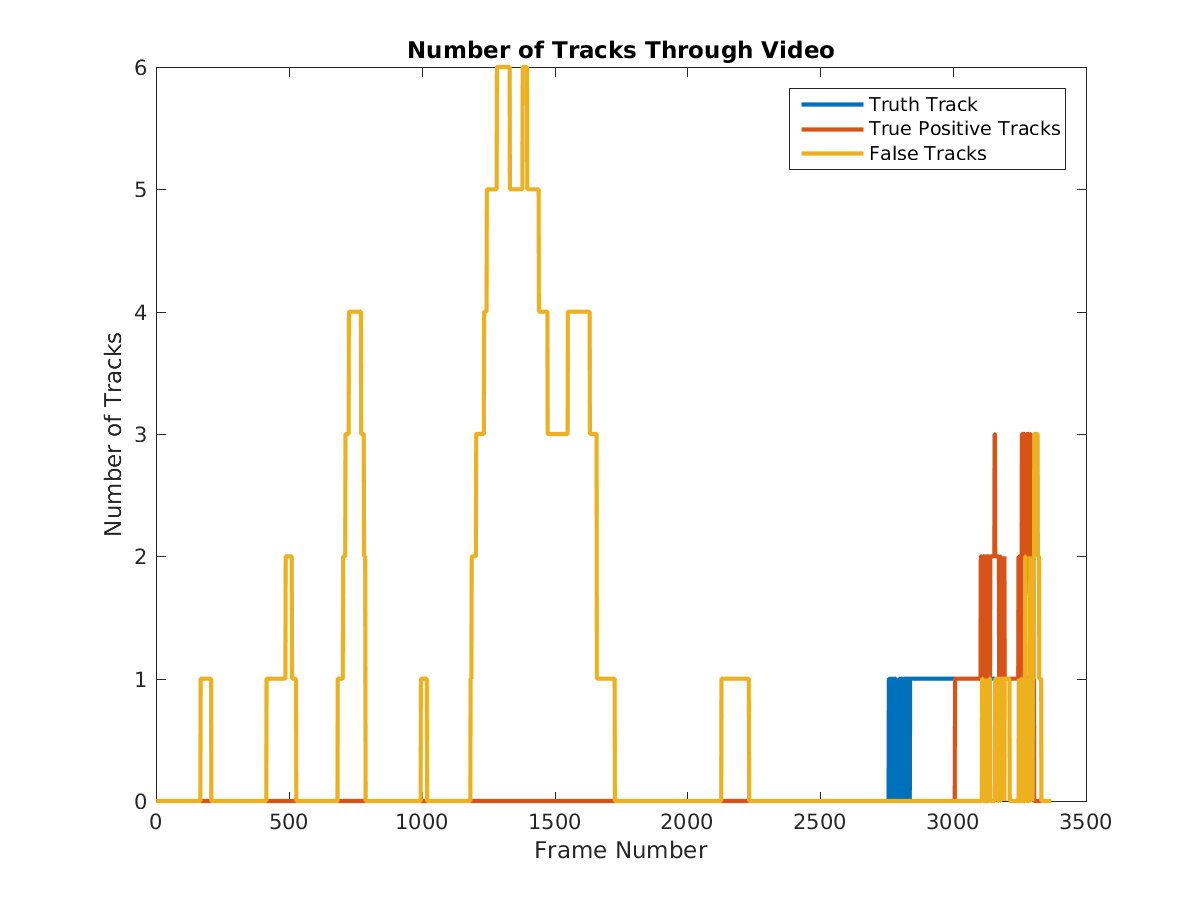 Number of Tracks Through Video
Truth Track
True Positive Tracks
False Tracks
Number of Tracks
6
5
4
3
2
1
0
0 500 1000 1500 2000 2500 3000 3500
Frame Number